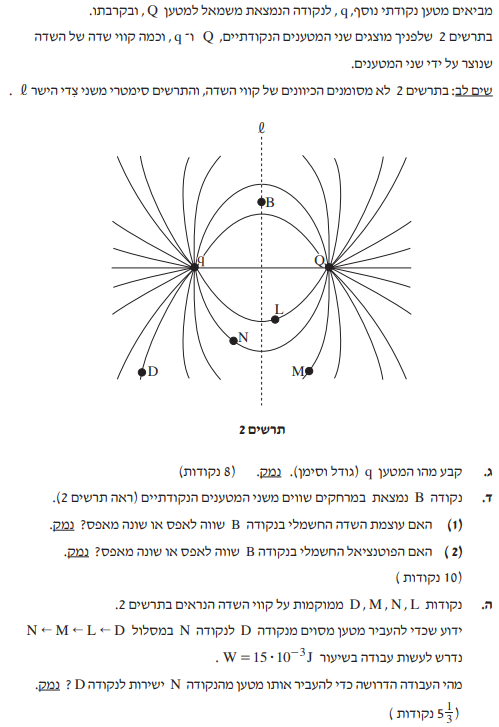 מביאים מטען נקודתי נוסף, q , לנקודה הנמצאת משמאל למטען Q , ובקרבתו.
בתרשים 2 שלפניך מוצגים שני המטענים הנקודתיים, Q ו־ q , וכמה קווי שדה של השדה
שנוצר על ידי שני המטענים.
שים לב: בתרשים 2 לא מסומנים הכיוונים של קווי השדה, והתרשים סימטרי משני צִדי הישר ℓ .
ℓ
B
q
Q
L
N
D
M
תרשים 2
ג. קבע מהו המטען q (גודל וסימן). נמק. (8 נקודות)
ד. נקודה B נמצאת במרחקים שווים משני המטענים הנקודתיים (ראה תרשים 2).
(1) האם עוצמת השדה החשמלי בנקודה B שווה לאפס או שונה מאפס? נמק.
(2) האם הפוטנציאל החשמלי בנקודה B שווה לאפס או שונה מאפס? נמק.
(10 נקודות)
ה. נקודות D , M , N , L ממוקמות על קווי השדה הנראים בתרשים 2.
ידוע שכדי להעביר מטען מסוים מנקודה D לנקודה N במסלול N ← M ← L ← D
נדרש לעשות עבודה בשיעור W = 15 · 10⁻³ J .
מהי העבודה הדרושה כדי להעביר אותו מטען מהנקודה N ישירות לנקודה D ? נמק.
(5⅓ נקודות)